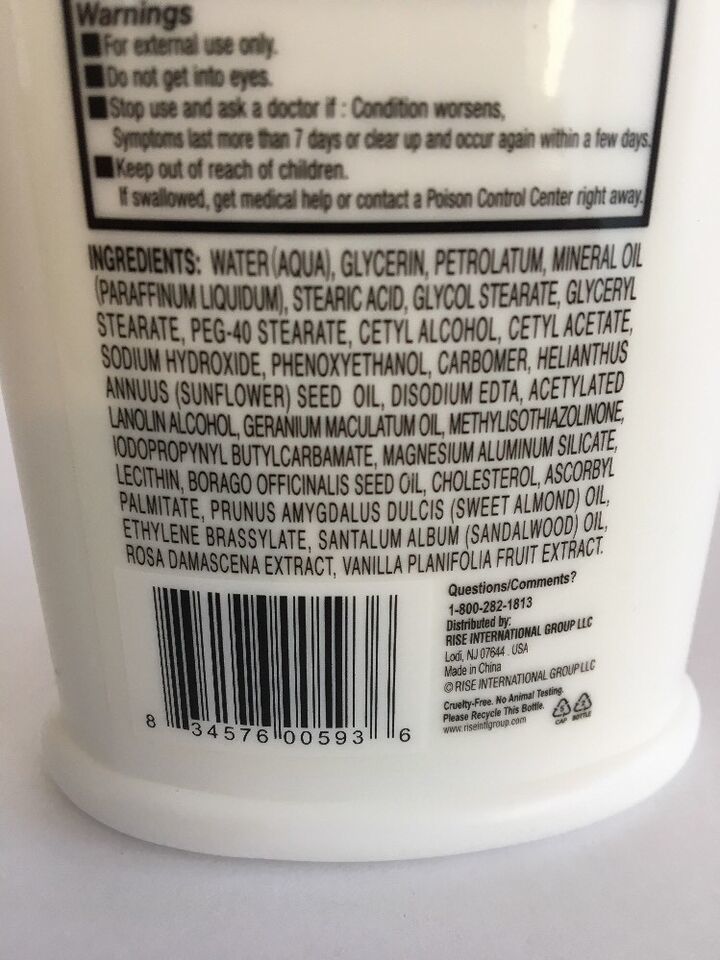 Warnings
For external use only.
Do not get into eyes.
Stop use and ask a doctor if : Condition worsens,
Symptoms last more than 7 days or clear up and occur again within a few days.
Keep out of reach of children.
If swallowed, get medical help or contact a Poison Control Center right away.
INGREDIENTS: WATER (AQUA), GLYCERIN, PETROLATUM, MINERAL OIL
(PARAFFINUM LIQUIDUM), STEARIC ACID, GLYCOL STEARATE, GLYCERYL
STEARATE, PEG-40 STEARATE, CETYL ALCOHOL, CETYL ACETATE,
SODIUM HYDROXIDE, PHENOXYETHANOL, CARBOMER, HELIANTHUS
ANNUUS (SUNFLOWER) SEED OIL, DISODIUM EDTA, ACETYLATED
LANOLIN ALCOHOL, GERANIUM MACULATUM OIL, METHYLISOTHIAZOLINONE,
IODOPROPYNYL BUTYLCARBAMATE, MAGNESIUM ALUMINUM SILICATE,
LECITHIN, BORAGO OFFICINALIS SEED OIL, CHOLESTEROL, ASCORBYL
PALMITATE, PRUNUS AMYGDALUS DULCIS (SWEET ALMOND) OIL,
ETHYLENE BRASSYLATE, SANTALUM ALBUM (SANDALWOOD) OIL,
ROSA DAMASCENA EXTRACT, VANILLA PLANIFOLIA FRUIT EXTRACT.
8 34576 00593 6
Questions/Comments?
1-800-282-1813
Distributed by:
RISE INTERNATIONAL GROUP LLC
Lodi, NJ 07644 . USA
Made in China
© RISE INTERNATIONAL GROUP LLC
Cruelty-Free. No Animal Testing.
Please Recycle This Bottle.
www.riseintlgroup.com
CAP BOTTLE